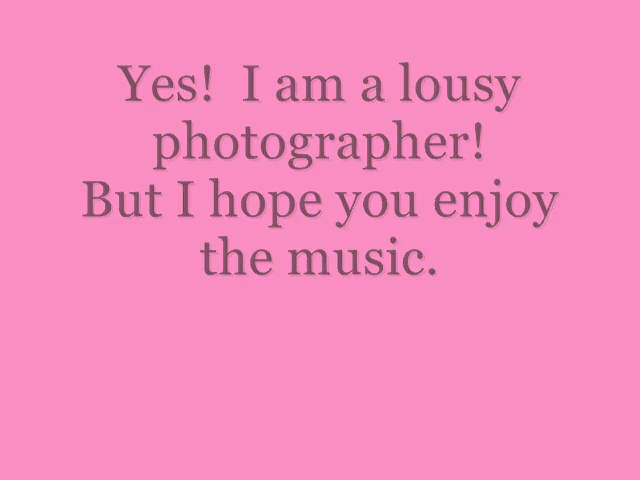 Yes!  I am a lousy
photographer!
But I hope you enjoy
the music.